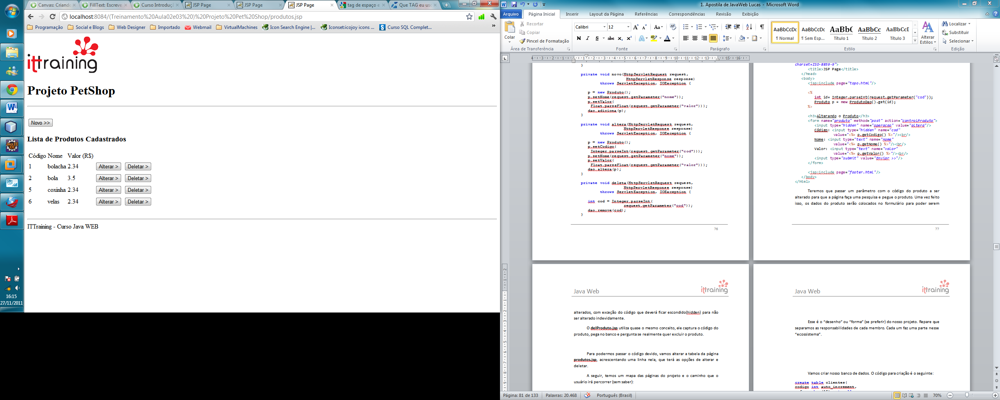 Canvas: Criando
FillText: Escreve
Curso Introduçã
JSP Page
JSP Page
JSP Page
tag de espaço e
Que TAG eu uso
localhost:8084/(Treinamento%20Aula02e03%20)%20Projeto%20Pet%20Shop/produtos.jsp
Programação
Social e Blogs
Web Designer
Importado
Webmail
VirtualMachines
Icon Search Engine |...
Iconset:icojoy icons ...
Curso SQL Complet...
»
ittraining
Projeto PetShop
Novo >>
Lista de Produtos Cadastrados
Código Nome Valor (R$)
1 bolacha 2.34 Alterar > Deletar >
2 bola 3.5 Alterar > Deletar >
5 coxinha 2.34 Alterar > Deletar >
6 velas 2.34 Alterar > Deletar >
ITTraining - Curso Java WEB
Java EE
IDE
16:15
27/11/2011
1. Apostila de JavaWeb Lucas - Microsoft Word
Arquivo Página Inicial Inserir Layout da Página Referências Correspondências Revisão Exibição
Colar
Recortar
Copiar
Pincel de Formatação
Área de Transferência
Calibri 12
N I S abc x₂ x²
Fonte
Parágrafo
AaBbCcDc AaBbCcDc AaBbC AaBbCc AaBbCcI
¶ Normal ¶ Sem Esp... Título 1 Título 2 Título 3
Alterar
Estilos
Estilo
Localizar
Substituir
Selecionar
Edição
}
private void novo(HttpServletRequest request,
HttpServletResponse response)
throws ServletException, IOException {
p = new Produto();
p.setNome(request.getParameter("nome"));
p.setValor(
Float.parseFloat(request.getParameter("valor")));
dao.adiciona(p);
}
private void altera(HttpServletRequest request,
HttpServletResponse response)
throws ServletException, IOException {
p = new Produto();
p.setCodigo(
Integer.parseInt(request.getParameter("cod")));
p.setNome(request.getParameter("nome"));
p.setValor(
Float.parseFloat(request.getParameter("valor")));
dao.altera(p);
}
private void deleta(HttpServletRequest request,
HttpServletResponse response)
throws ServletException, IOException {
int cod = Integer.parseInt(
request.getParameter("cod"));
dao.remove(cod);
}
76
charset=ISO-8859-9">
<title>JSP Page</title>
</head>
<body>
<jsp:include page="topo.html"/>
<%
int id= Integer.parseInt(request.getParameter("cod"));
Produto p = new ProdutoDao().get(id);
%>
<h3>Alterando o Produto</h3>
<form name="produto" method="post" action="controlProduto">
<input type="hidden" name="operacao" value="altera"/>
Código: <input type="hidden" name="cod"
value="<%= p.getCodigo() %>"/><br/>
Nome: <input type="text" name="nome"
value="<%= p.getNome() %>"/><br/>
Valor: <input type="text" name="valor"
value="<%= p.getValor() %>"/><br/>
<input type="submit" value="Enviar >>"/>
</form>
<jsp:include page="footer.html"/>
</body>
</html>
Teremos que passar um parâmetro com o código do produto a ser
alterado para que a página faça uma pesquisa e pegue o produto. Uma vez feito
isso, os dados do produto serão colocados no formulário para poder serem
77
Java Web
ittraining
alterados, com exceção do código que deverá ficar escondido(hidden) para não
ser alterado indevidamente.
O delProduto.jsp utiliza quase o mesmo conceito, ele captura o código do
produto, pega no banco e pergunta se realmente quer excluir o produto.
Para podermos passar o código devido, vamos alterar a tabela da página
produtos.jsp, acrescentando uma linha nela, que terá as opções de alterar e
deletar.
A seguir, temos um mapa das páginas do projeto e o caminho que o
usuário irá percorrer (sem saber):
Java Web
ittraining
Esse é o “desenho” ou “forma” (se preferir) do nosso projeto. Repare que
separamos as responsabilidades de cada membro. Cada um faz uma parte nesse
“ecossistema”.
Vamos criar nosso banco de dados. O código para criação é o seguinte:
create table clientes(
codigo int auto_increment,
Página: 81 de 133
Palavras: 20.468
Português (Brasil)
70%